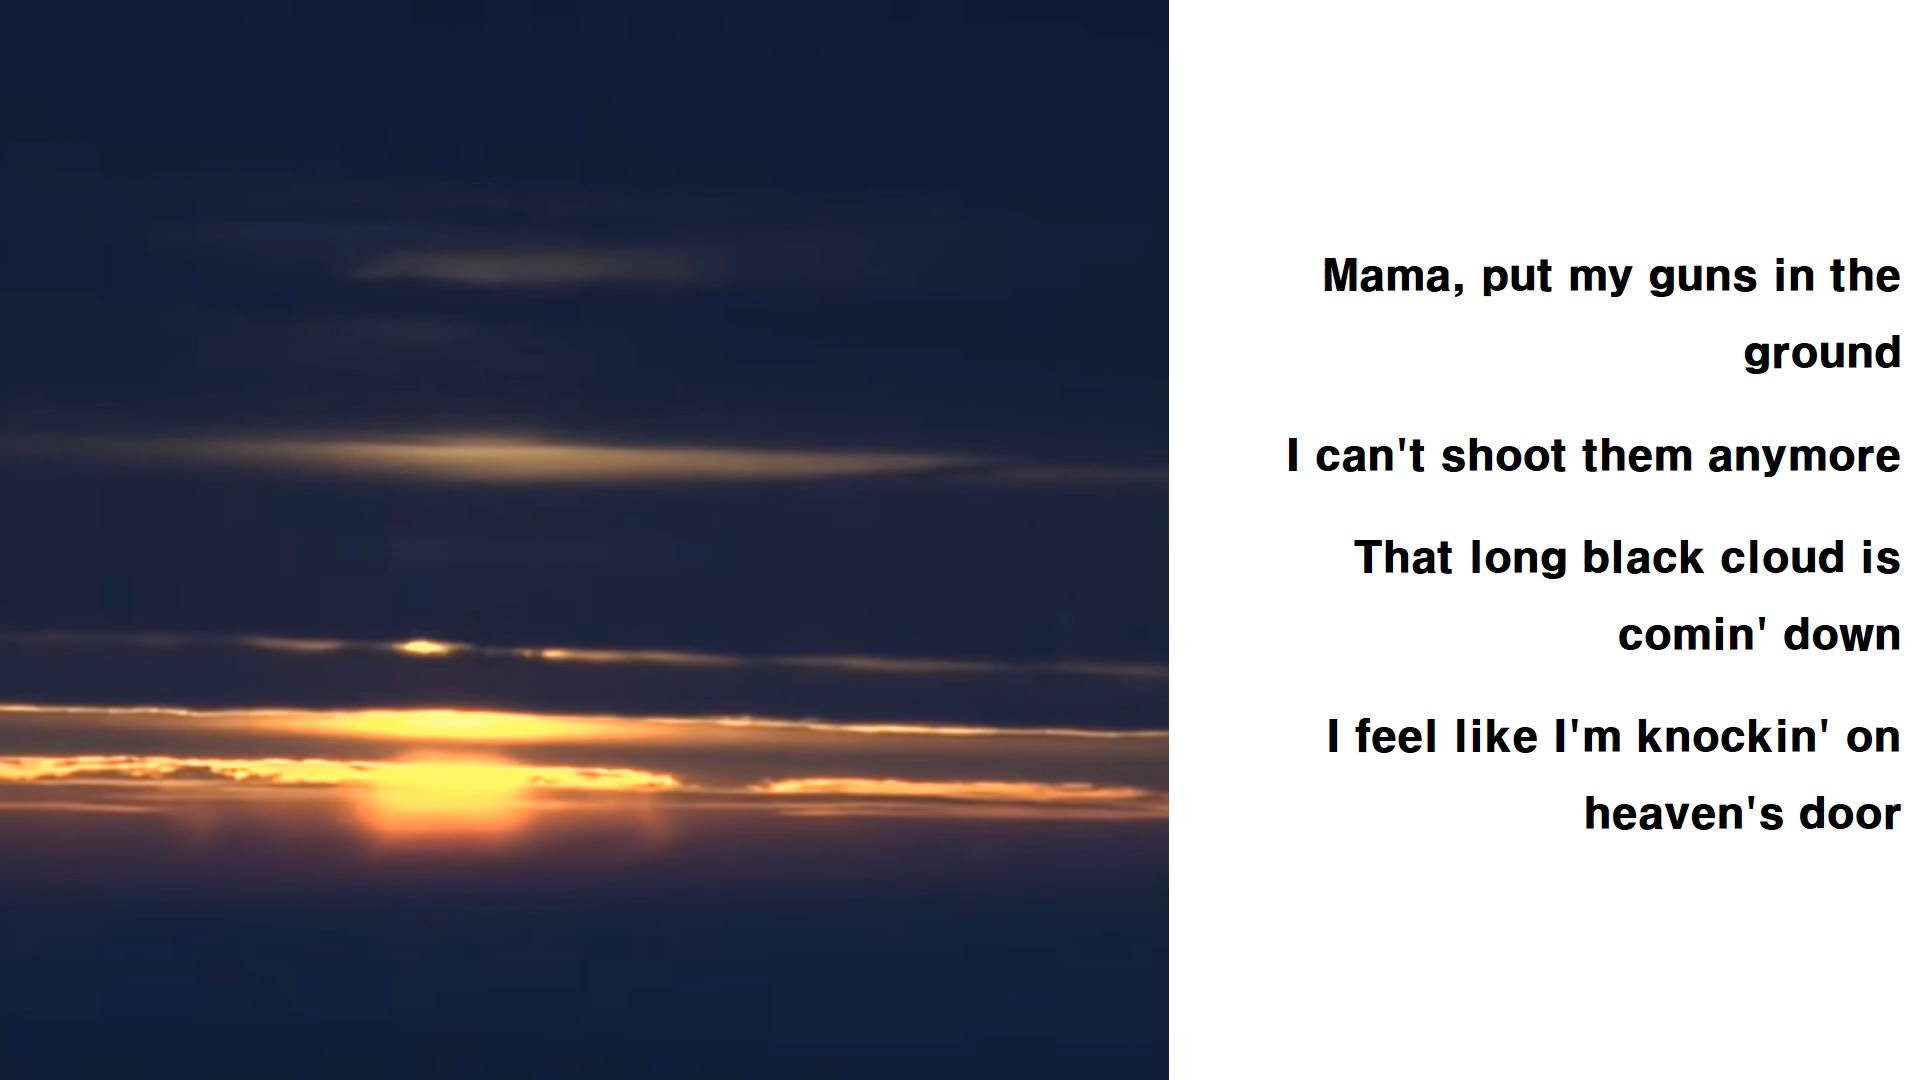 Mama, put my guns in the
ground
I can't shoot them anymore
That long black cloud is
comin' down
I feel like I'm knockin' on
heaven's door